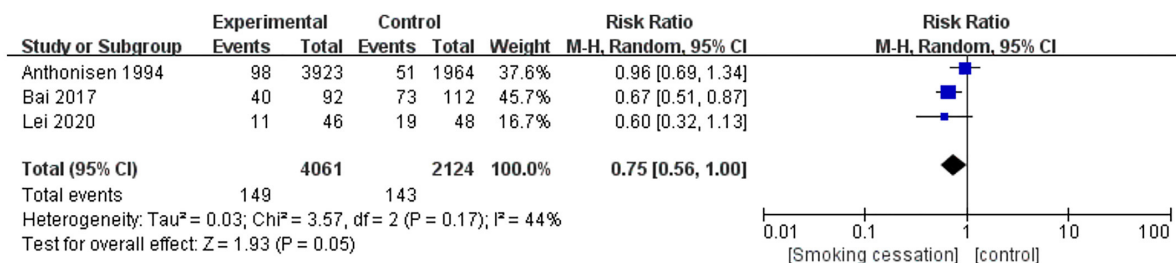 Experimental Control Risk Ratio Risk Ratio
Study or Subgroup Events Total Events Total Weight M-H, Random, 95% CI M-H, Random, 95% CI
Anthonisen 1994 98 3923 51 1964 37.6% 0.96 [0.69, 1.34]
Bai 2017 40 92 73 112 45.7% 0.67 [0.51, 0.87]
Lei 2020 11 46 19 48 16.7% 0.60 [0.32, 1.13]
Total (95% CI) 4061 2124 100.0% 0.75 [0.56, 1.00]
Total events 149 143
Heterogeneity: Tau² = 0.03; Chi² = 3.57, df = 2 (P = 0.17); I² = 44%
Test for overall effect: Z = 1.93 (P = 0.05)
0.01 0.1 1 10 100
[Smoking cessation] [control]